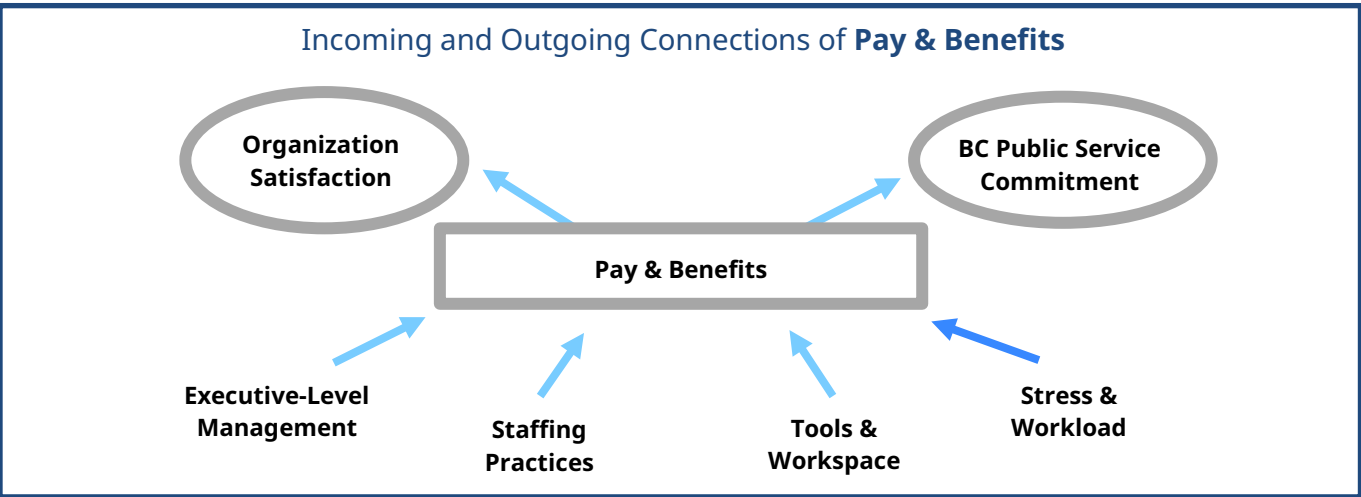 Incoming and Outgoing Connections of Pay & Benefits
Organization
Satisfaction
BC Public Service
Commitment
Pay & Benefits
Executive-Level
Management
Staffing
Practices
Tools &
Workspace
Stress &
Workload